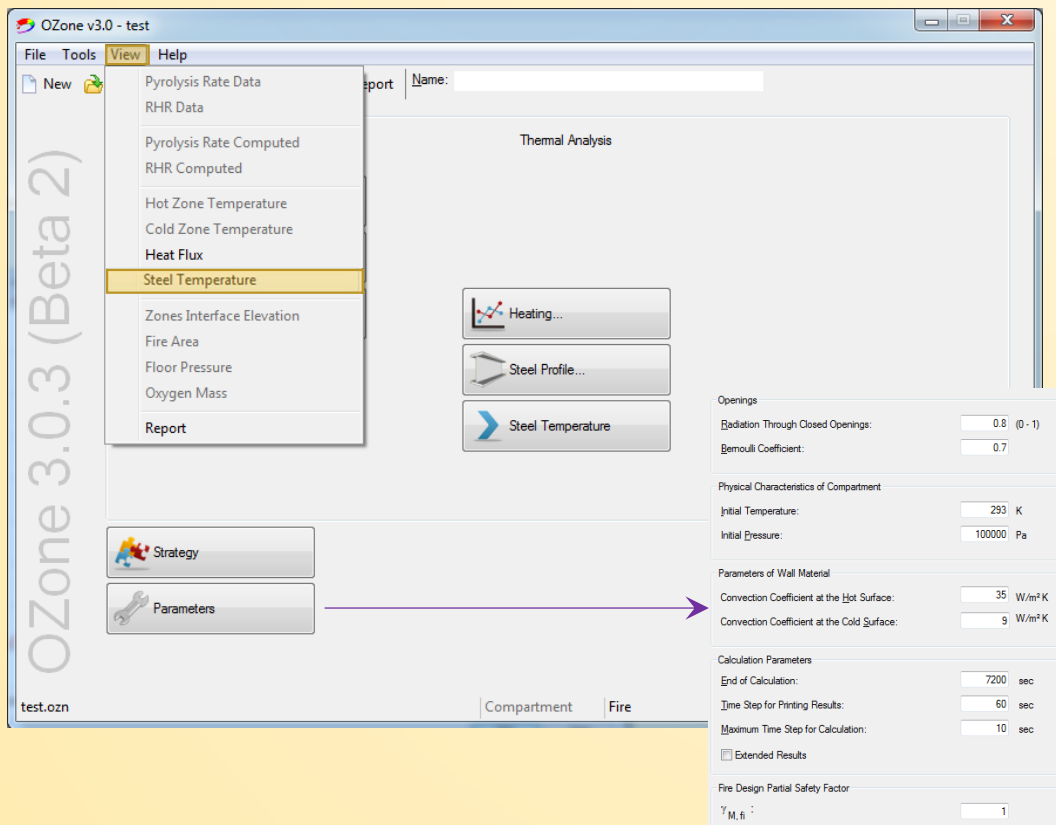 OZone v3.0 - test
File Tools View Help
New
eport
Name:
Pyrolysis Rate Data
RHR Data
Pyrolysis Rate Computed
RHR Computed
Hot Zone Temperature
Cold Zone Temperature
Heat Flux
Steel Temperature
Zones Interface Elevation
Fire Area
Floor Pressure
Oxygen Mass
Report
OZone 3.0.3 (Beta 2)
Thermal Analysis
Heating...
Steel Profile...
Steel Temperature
Strategy
Parameters
test.ozn
Compartment
Fire
Openings
Radiation Through Closed Openings: 0.8 (0 - 1)
Bernoulli Coefficient: 0.7
Physical Characteristics of Compartment
Initial Temperature: 293 K
Initial Pressure: 100000 Pa
Parameters of Wall Material
Convection Coefficient at the Hot Surface: 35 W/m² K
Convection Coefficient at the Cold Surface: 9 W/m² K
Calculation Parameters
End of Calculation: 7200 sec
Time Step for Printing Results: 60 sec
Maximum Time Step for Calculation: 10 sec
Extended Results
Fire Design Partial Safety Factor
γ M, fi : 1